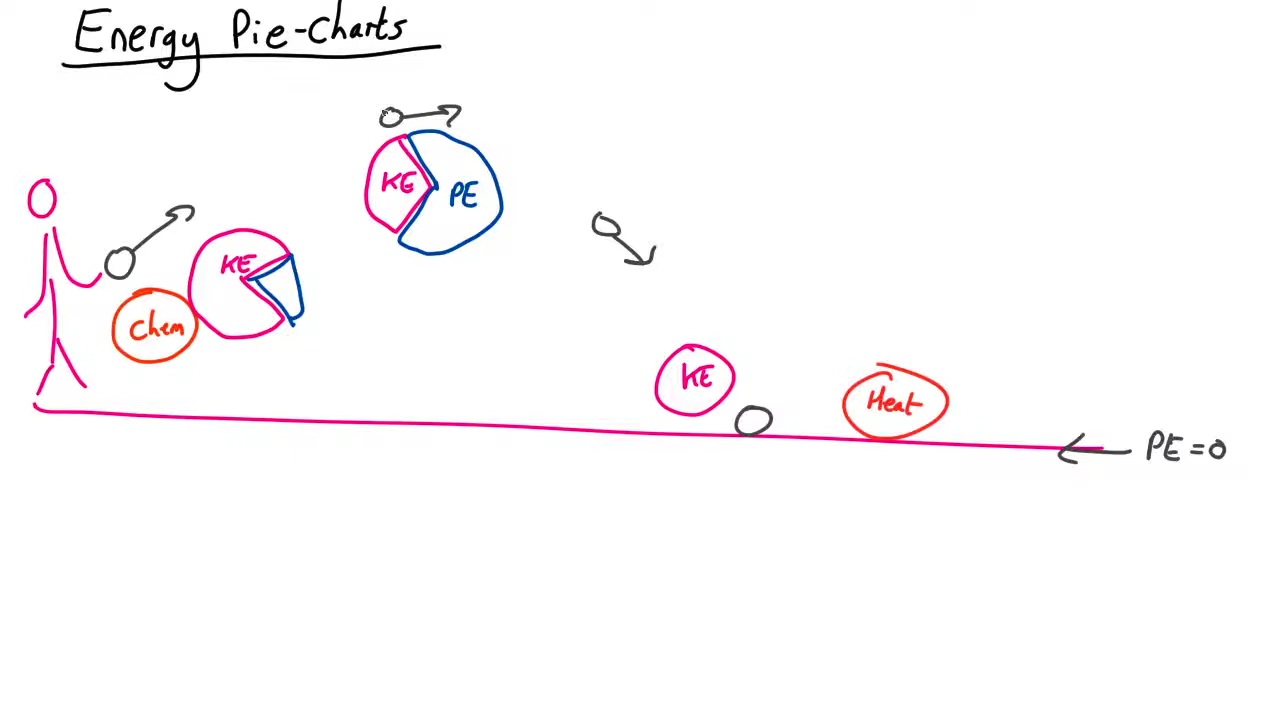 Energy Pie-Charts
KE PE
KE
Chem
KE
Heat
PE = 0